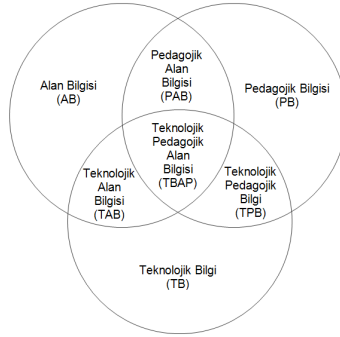 Pedagojik
Alan
Bilgisi
(PAB)
Alan Bilgisi
(AB)
Pedagojik Bilgisi
(PB)
Teknolojik
Pedagojik
Alan
Bilgisi
(TBAP)
Teknolojik
Alan
Bilgisi
(TAB)
Teknolojik
Pedagojik
Bilgi
(TPB)
Teknolojik Bilgi
(TB)